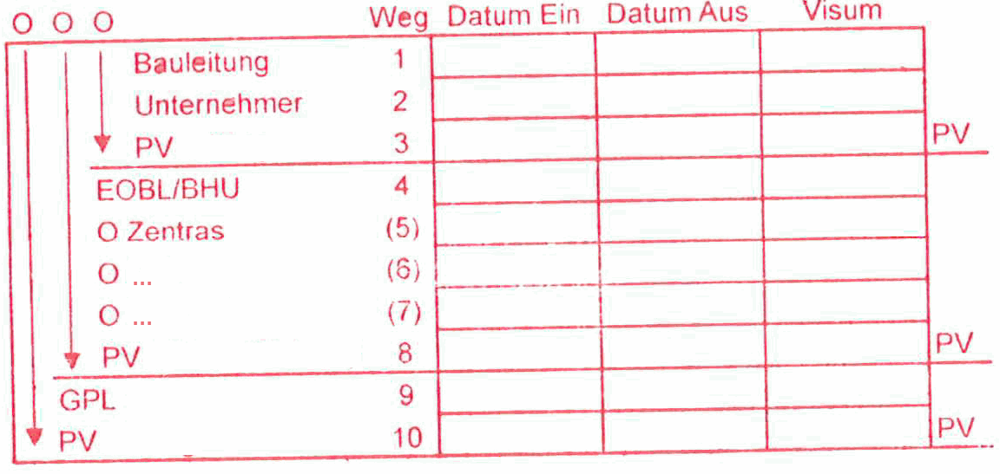 O O O Weg Datum Ein Datum Aus Visum
Bauleitung 1
Unternehmer 2
PV 3 PV
EOBL/BHU 4
O Zentras (5)
O ... (6)
O ... (7)
PV 8 PV
GPL 9
PV 10 PV